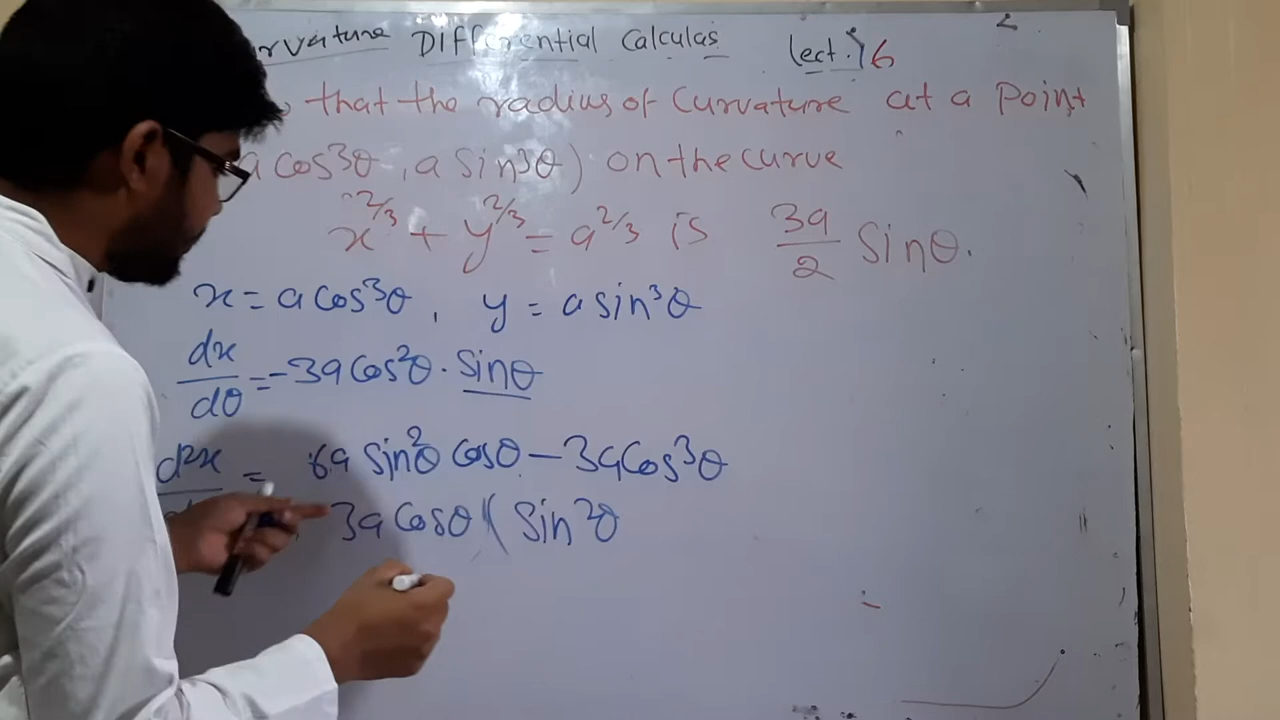 rvature Differential Calculas lect. 16
that the radius of curvature at a Point
a cos³θ, a sin³θ) on the curve
x^2/3 + y^2/3 = a^2/3 is 3a/2 Sinθ.
x = a cos³θ, y = a sin³θ
dx/dθ = -3a cos²θ · sinθ
d²x = 6a sin²θ cosθ - 3a cos³θ
3a cosθ ( sin²θ